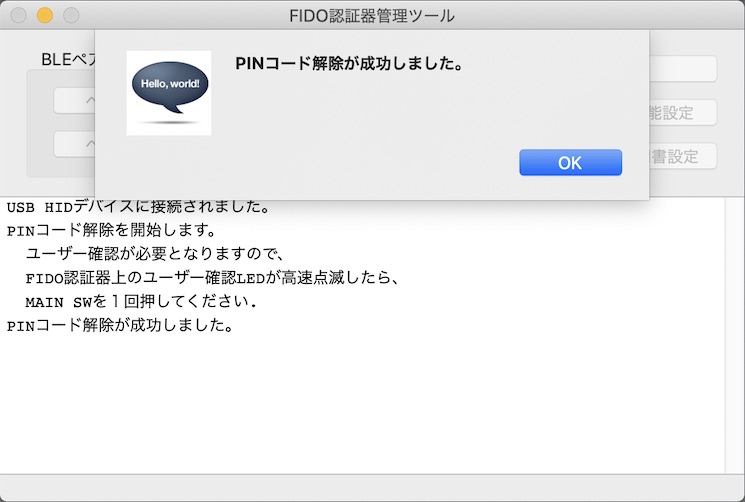 FIDO認証器管理ツール
PINコード解除が成功しました。
Hello, world!
OK
BLEペ
能設定
書設定
USB HIDデバイスに接続されました。
PINコード解除を開始します。
ユーザー確認が必要となりますので、
FIDO認証器上のユーザー確認LEDが高速点滅したら、
MAIN SWを１回押してください．
PINコード解除が成功しました。